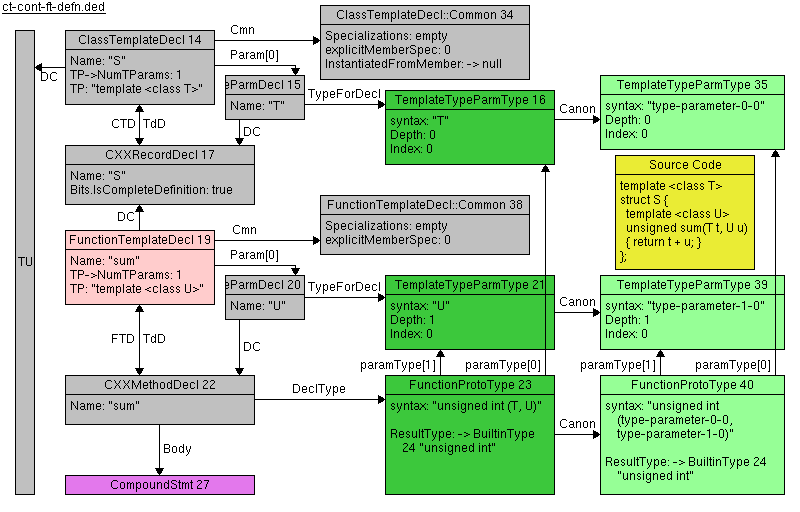 ct-cont-ft-defn.ded
TU
ClassTemplateDecl 14
Name: "S"
TP->NumTParams: 1
TP: "template <class T>"
DC
Cmn
ClassTemplateDecl::Common 34
Specializations: empty
explicitMemberSpec: 0
InstantiatedFromMember: -> null
Param[0]
eParmDecl 15
Name: "T"
TypeForDecl
TemplateTypeParmType 16
syntax: "T"
Depth: 0
Index: 0
Canon
TemplateTypeParmType 35
syntax: "type-parameter-0-0"
Depth: 0
Index: 0
CTD TdD
DC
CXXRecordDecl 17
Name: "S"
Bits.IsCompleteDefinition: true
Source Code
template <class T>
struct S {
template <class U>
unsigned sum(T t, U u)
{ return t + u; }
};
DC
FunctionTemplateDecl 19
Name: "sum"
TP->NumTParams: 1
TP: "template <class U>"
Cmn
FunctionTemplateDecl::Common 38
Specializations: empty
explicitMemberSpec: 0
Param[0]
eParmDecl 20
Name: "U"
TypeForDecl
TemplateTypeParmType 21
syntax: "U"
Depth: 1
Index: 0
Canon
TemplateTypeParmType 39
syntax: "type-parameter-1-0"
Depth: 1
Index: 0
FTD TdD
DC
paramType[1] paramType[0]
paramType[1] paramType[0]
CXXMethodDecl 22
Name: "sum"
DeclType
FunctionProtoType 23
syntax: "unsigned int (T, U)"
ResultType: -> BuiltinType
24 "unsigned int"
Canon
FunctionProtoType 40
syntax: "unsigned int
(type-parameter-0-0,
type-parameter-1-0)"
ResultType: -> BuiltinType 24
"unsigned int"
Body
CompoundStmt 27